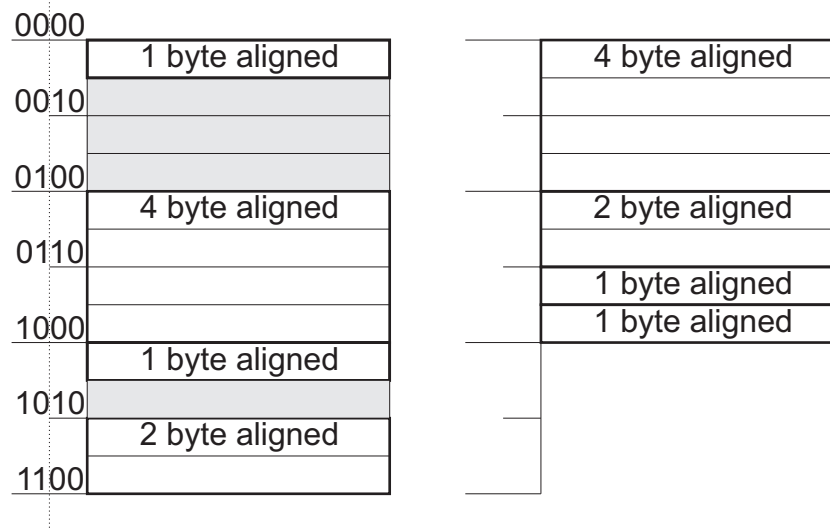 0000
1 byte aligned
4 byte aligned
0010
0100
4 byte aligned
2 byte aligned
0110
1 byte aligned
1 byte aligned
1000
1 byte aligned
1010
2 byte aligned
1100